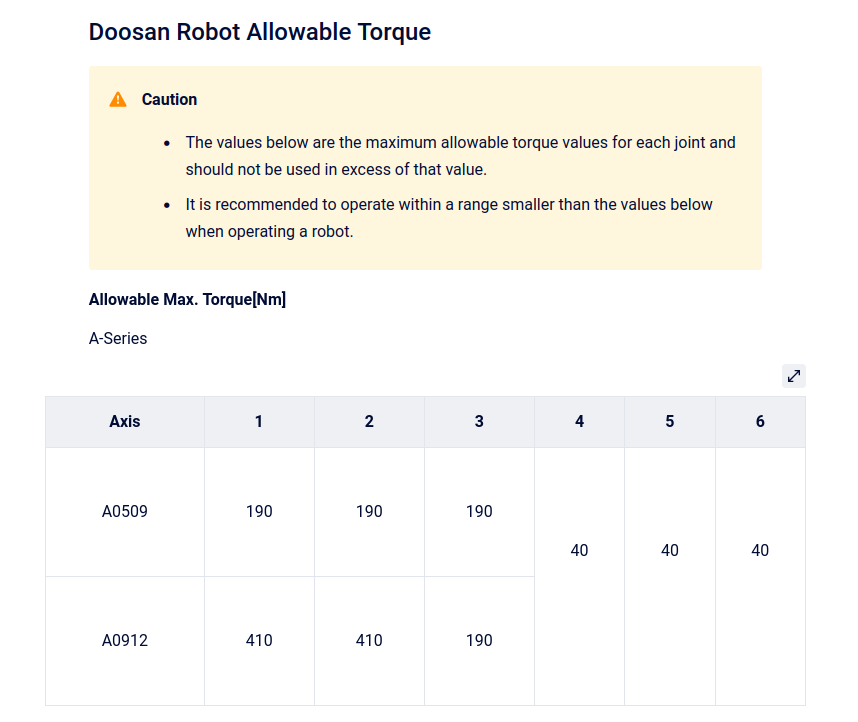 Doosan Robot Allowable Torque
Caution
• The values below are the maximum allowable torque values for each joint and
should not be used in excess of that value.
• It is recommended to operate within a range smaller than the values below
when operating a robot.
Allowable Max. Torque[Nm]
A-Series
Axis 1 2 3 4 5 6
A0509 190 190 190
40 40 40
A0912 410 410 190